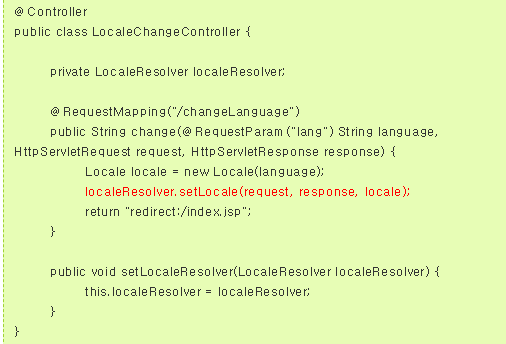 @Controller
public class LocaleChangeController {
private LocaleResolver localeResolver;
@RequestMapping("/changeLanguage")
public String change(@RequestParam("lang") String language,
HttpServletRequest request, HttpServletResponse response) {
Locale locale = new Locale(language);
localeResolver.setLocale(request, response, locale);
return "redirect:/index.jsp";
}
public void setLocaleResolver(LocaleResolver localeResolver) {
this.localeResolver = localeResolver;
}
}